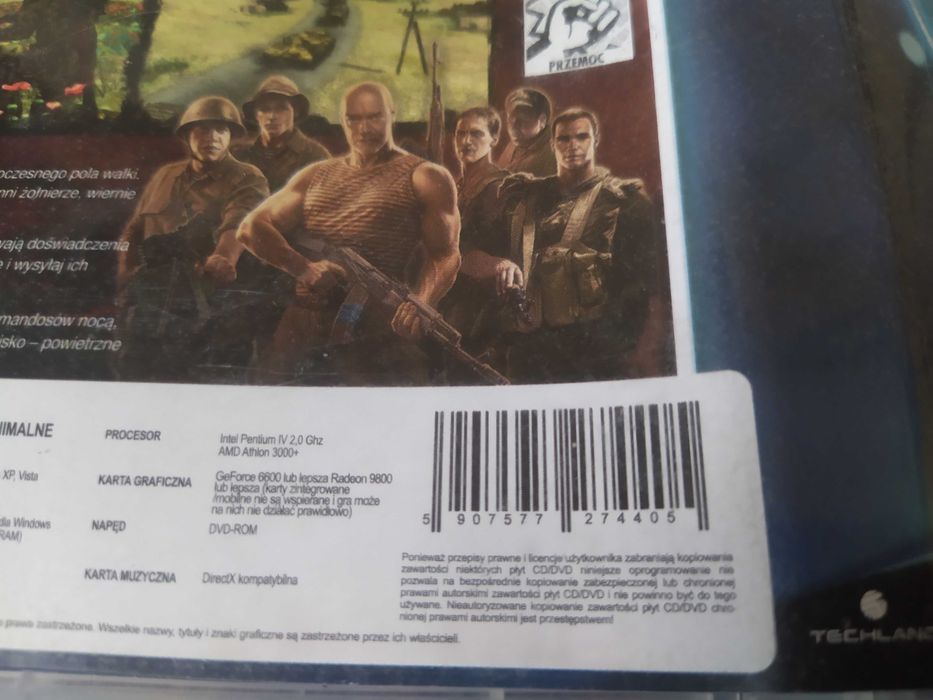 PRZEMOC
oczesnego pola walki.
nni żołnierze, wiernie
wają doświadczenia
e i wysyłaj ich
mandosów nocą,
isko – powietrzne
NIMALNE
PROCESOR
Intel Pentium IV 2,0 Ghz
AMD Athlon 3000+
XP, Vista
KARTA GRAFICZNA
GeForce 6600 lub lepsza Radeon 9800
lub lepsza (karty zintegrowane
/mobilne nie są wspierane i gra może
na nich nie działać prawidłowo)
dia Windows
RAM)
NAPĘD
DVD-ROM
KARTA MUZYCZNA
DirectX kompatybilna
5 907577 274405
Ponieważ przepisy prawne i licencje użytkownika zabraniają kopiowania
zawartości niektórych płyt CD/DVD niniejsze oprogramowanie nie
pozwala na bezpośrednie kopiowanie zabezpieczonej lub chronionej
prawami autorskimi zawartości płyt CD/DVD i nie powinno być do tego
używane. Nieautoryzowane kopiowanie zawartości płyt CD/DVD chro-
nionej prawami autorskimi jest przestępstwem!
prawa zastrzeżone. Wszelkie nazwy, tytuły i znaki graficzne są zastrzeżone przez ich właścicieli.
TECHLAND